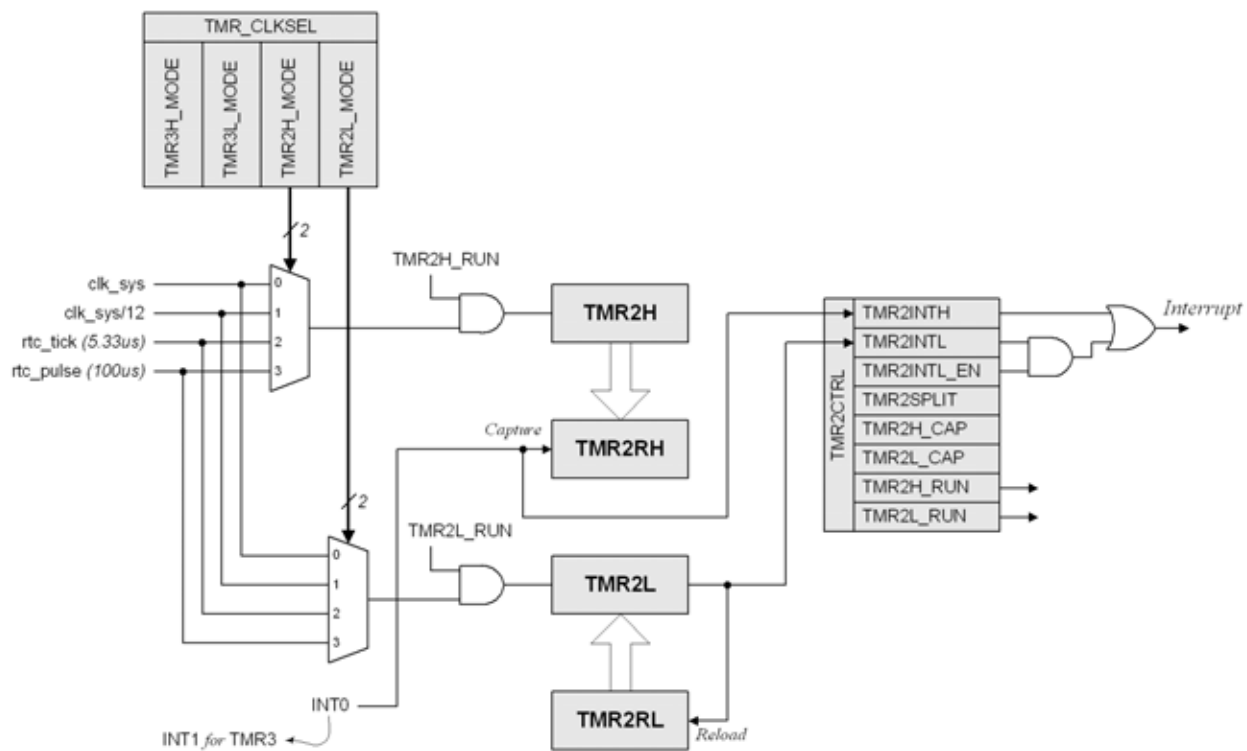 TMR_CLKSEL
TMR3H_MODE
TMR3L_MODE
TMR2H_MODE
TMR2L_MODE
2
clk_sys
clk_sys/12
rtc_tick (5.33us)
rtc_pulse (100us)
0
1
2
3
TMR2H_RUN
TMR2H
Capture
TMR2RH
2
0
1
2
3
TMR2L_RUN
TMR2L
TMR2RL
Reload
INT0
INT1 for TMR3
TMR2CTRL
TMR2INTH
TMR2INTL
TMR2INTL_EN
TMR2SPLIT
TMR2H_CAP
TMR2L_CAP
TMR2H_RUN
TMR2L_RUN
Interrupt